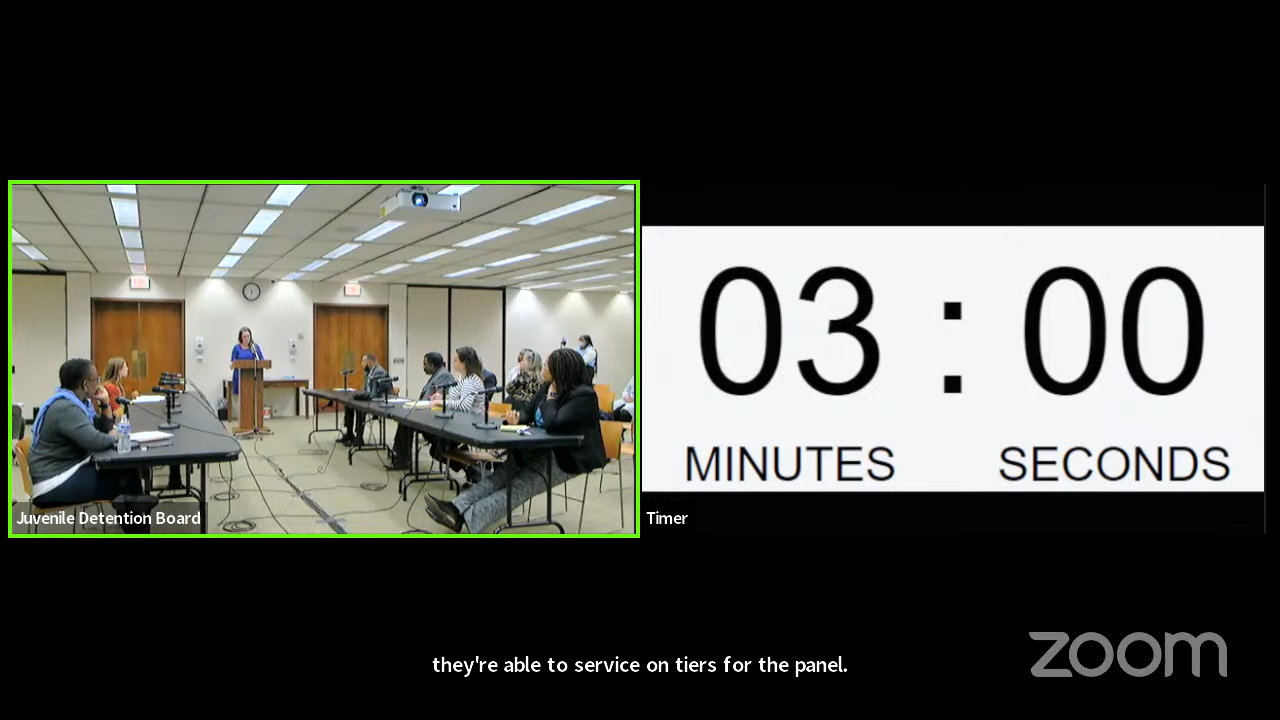 03 : 00
MINUTES SECONDS
Juvenile Detention Board
Timer
they're able to service on tiers for the panel.
zoom